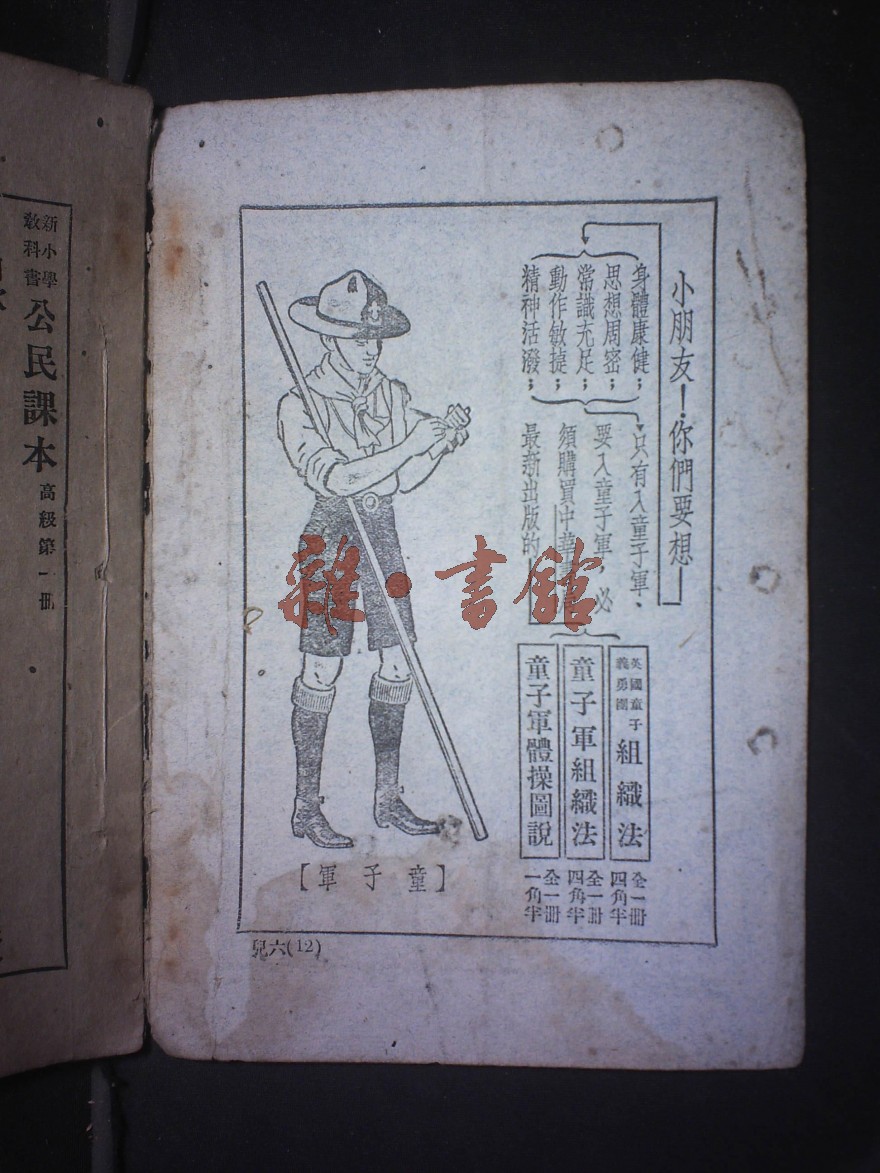 小朋友！你們要想
身體康健；
思想周密；
常識充足；
動作敏捷；
精神活潑；
只有入童子軍、
要入童子軍，必
須購買中華書局
最新出版的
英國童子義勇團組織法
全一冊
四角半
童子軍組織法
全一冊
四角半
童子軍體操圖說
全一冊
一角半
【童子軍】
兒六(12)
雜·書館
新小學教科書
公民課本
高級第一冊